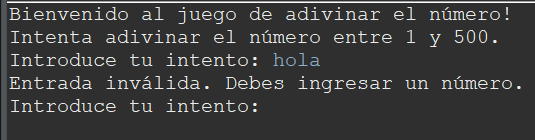 Bienvenido al juego de adivinar el número!
Intenta adivinar el número entre 1 y 500.
Introduce tu intento: hola
Entrada inválida. Debes ingresar un número.
Introduce tu intento: